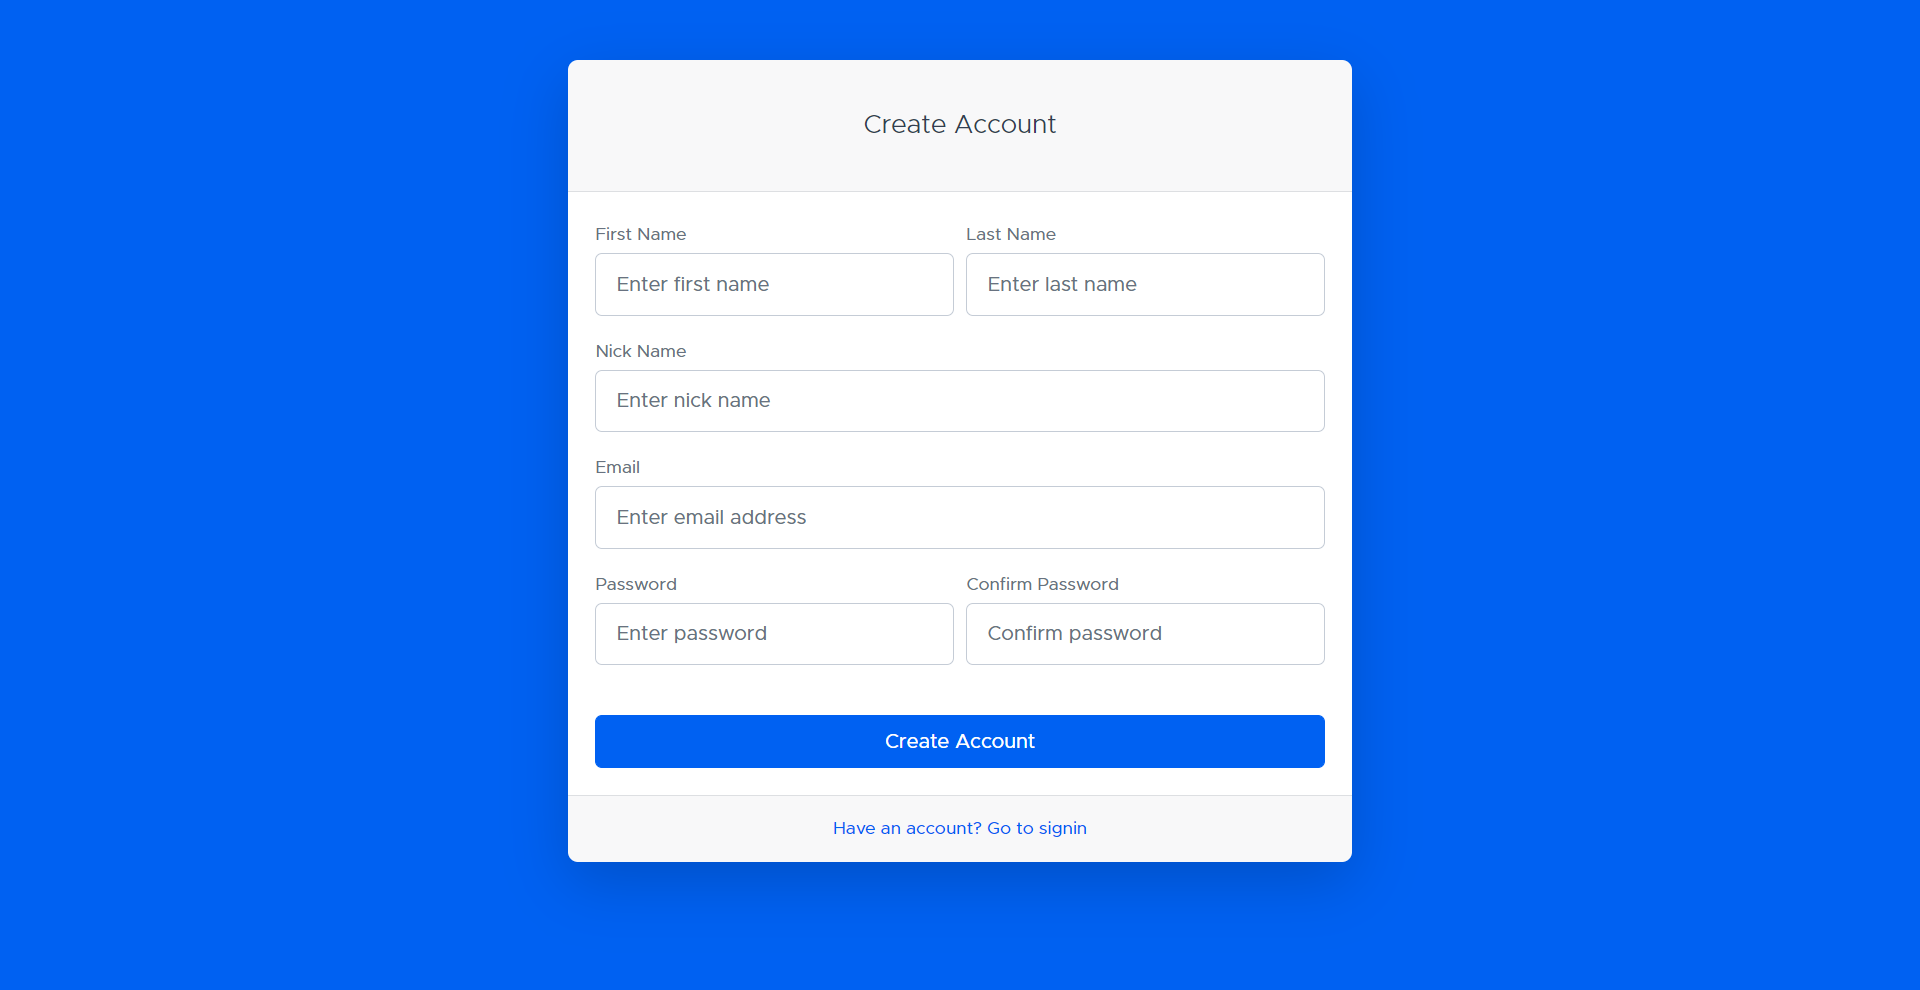 Create Account
First Name
Last Name
Enter first name
Enter last name
Nick Name
Enter nick name
Email
Enter email address
Password
Confirm Password
Enter password
Confirm password
Create Account
Have an account? Go to signin